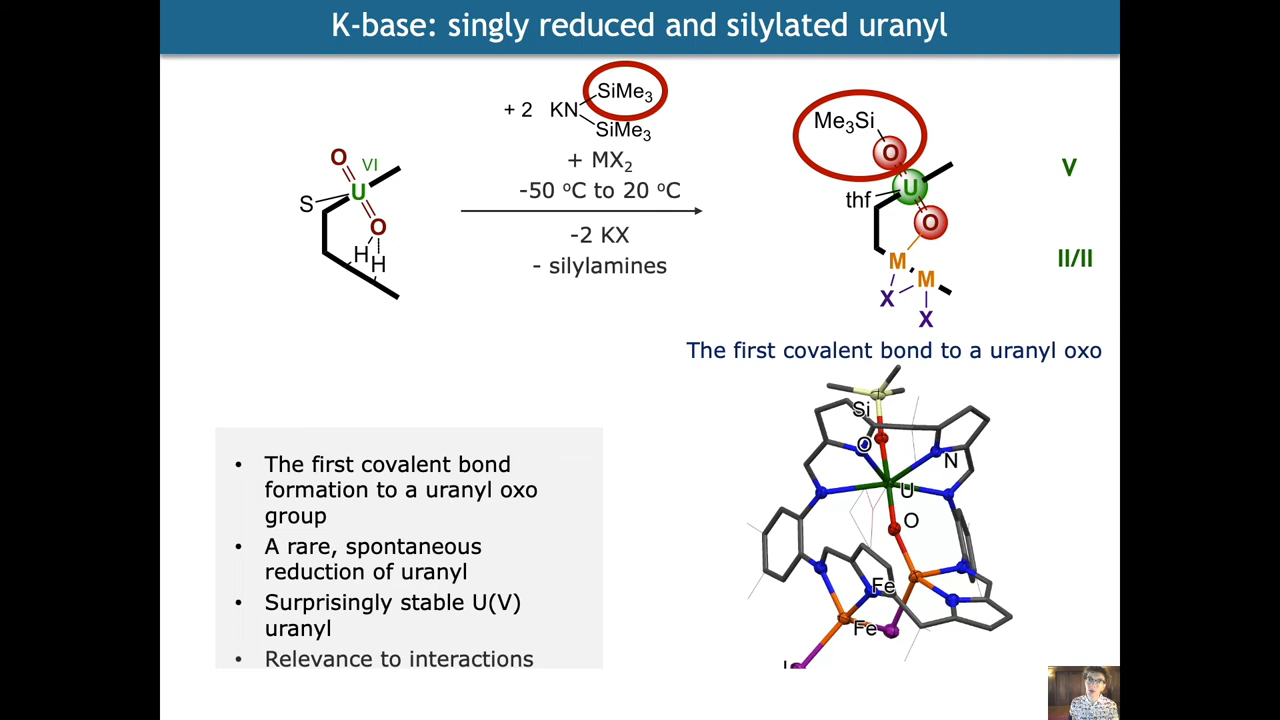 K-base: singly reduced and silylated uranyl
SiMe₃
+ 2 KN
SiMe₃
+ MX₂
-50 ºC to 20 ºC
-2 KX
- silylamines
O
VI
U
S
O
H
H
Me₃Si
O
U
thf
O
M
M
X
X
V
II/II
The first covalent bond to a uranyl oxo
Si
O
N
U
O
Fe
Fe
• The first covalent bond
formation to a uranyl oxo
group
• A rare, spontaneous
reduction of uranyl
• Surprisingly stable U(V)
uranyl
• Relevance to interactions